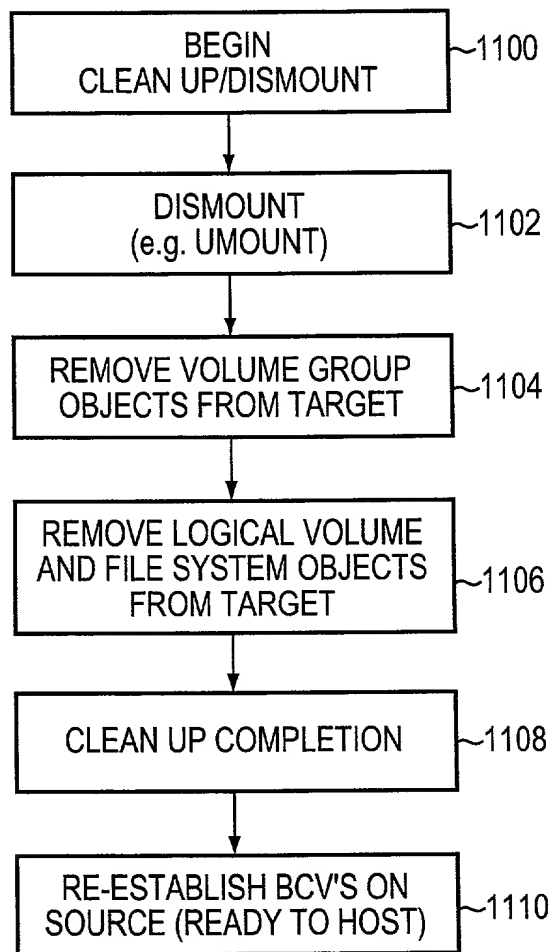 BEGIN
CLEAN UP/DISMOUNT
1100
DISMOUNT
(e.g. UMOUNT)
1102
REMOVE VOLUME GROUP
OBJECTS FROM TARGET
1104
REMOVE LOGICAL VOLUME
AND FILE SYSTEM OBJECTS
FROM TARGET
1106
CLEAN UP COMPLETION
1108
RE-ESTABLISH BCV'S ON
SOURCE (READY TO HOST)
1110